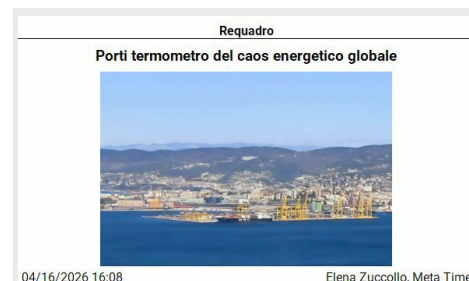 Requadro
Porti termometro del caos energetico globale
04/16/2026 16:08
Elena Zuccollo, Meta Time